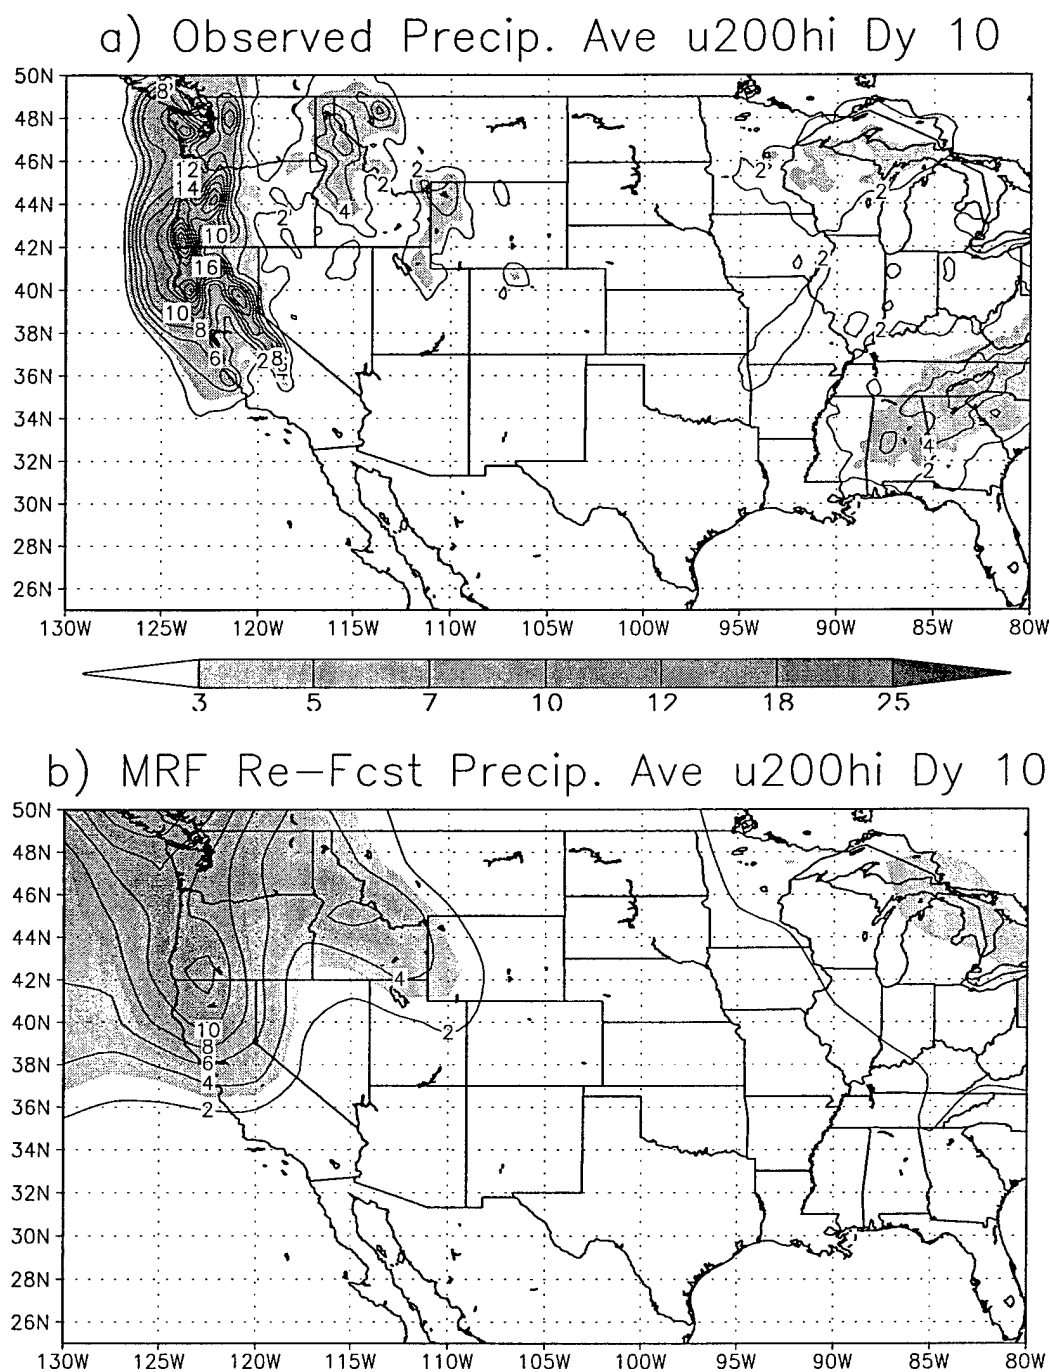 a) Observed Precip. Ave u200hi Dy 10
50N
8
48N
46N
12
2
2
14
2
2
44N
4
2
10
42N
16
2
40N
10
38N
8
2
6
2
8
36N
34N
4
32N
2
30N
28N
26N
130W 125W 120W 115W 110W 105W 100W 95W 90W 85W 80W
3 5 7 10 12 18 25
b) MRF Re-Fcst Precip. Ave u200hi Dy 10
50N
48N
46N
44N
42N
4
40N
10
2
8
38N
6
4
36N
2
34N
32N
30N
28N
26N
130W 125W 120W 115W 110W 105W 100W 95W 90W 85W 80W